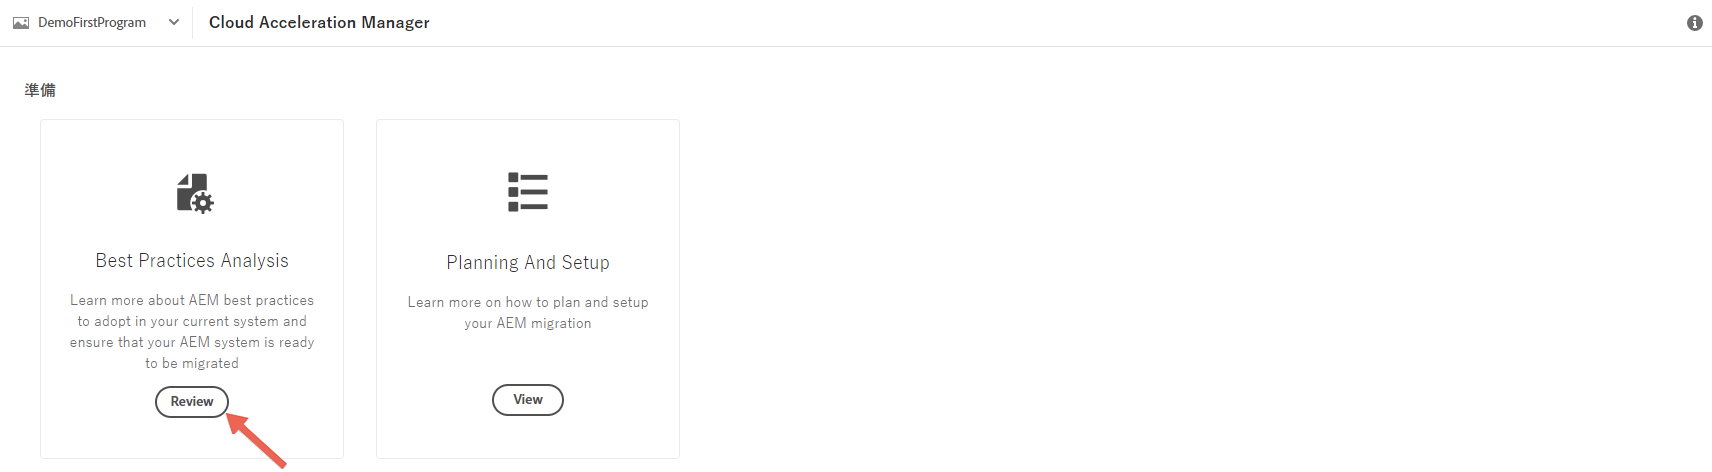 DemoFirstProgram
Cloud Acceleration Manager
準備
Best Practices Analysis
Learn more about AEM best practices
to adopt in your current system and
ensure that your AEM system is ready
to be migrated
Review
Planning And Setup
Learn more on how to plan and setup
your AEM migration
View